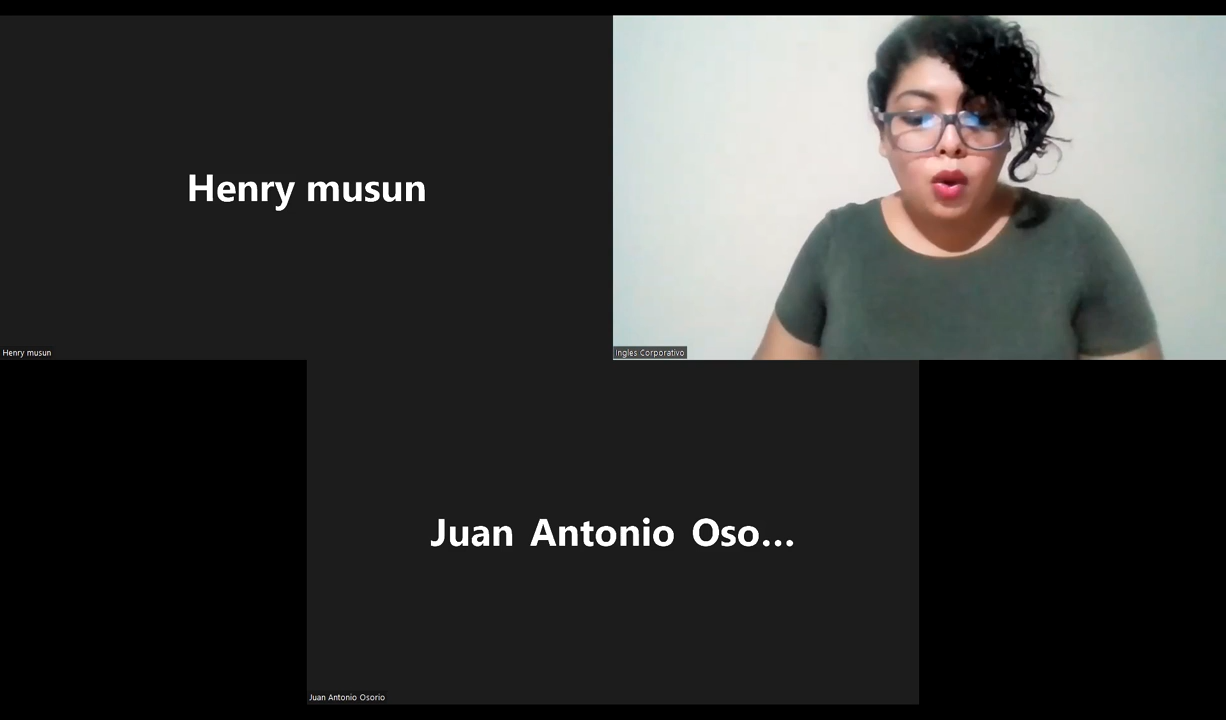 Henry musun
Henry musun
Ingles Corporativo
Juan Antonio Oso...
Juan Antonio Osorio